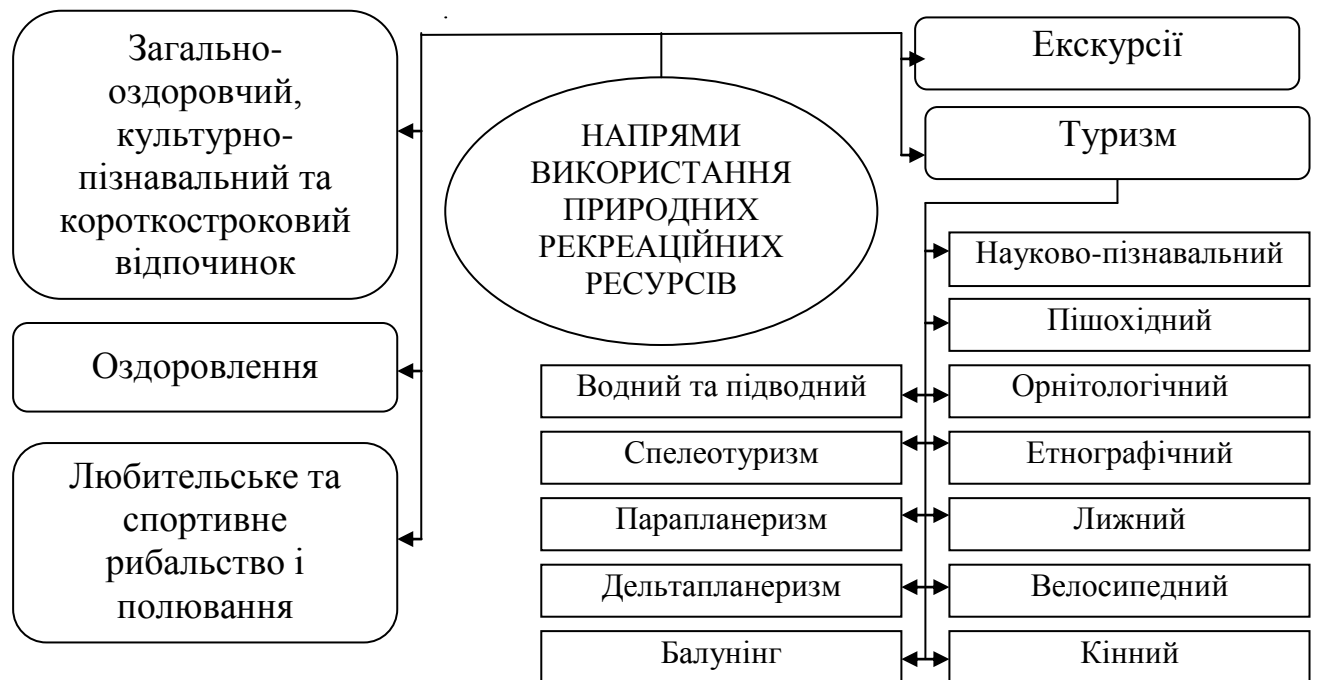 Загально-
оздоровчий,
культурно-
пізнавальний та
короткостроковий
відпочинок
Оздоровлення
Любительське та
спортивне
рибальство і
полювання
НАПРЯМИ
ВИКОРИСТАННЯ
ПРИРОДНИХ
РЕКРЕАЦІЙНИХ
РЕСУРСІВ
Екскурсії
Туризм
Науково-пізнавальний
Пішохідний
Водний та підводний
Орнітологічний
Спелеотуризм
Етнографічний
Парапланеризм
Лижний
Дельтапланеризм
Велосипедний
Балунінг
Кінний